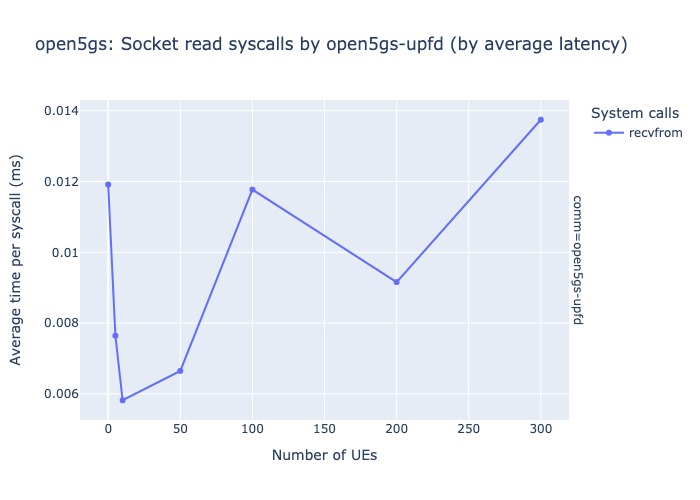 open5gs: Socket read syscalls by open5gs-upfd (by average latency)
System calls
recvfrom
Average time per syscall (ms)
0.014
0.012
0.01
0.008
0.006
comm=open5gs-upfd
0 50 100 150 200 250 300
Number of UEs